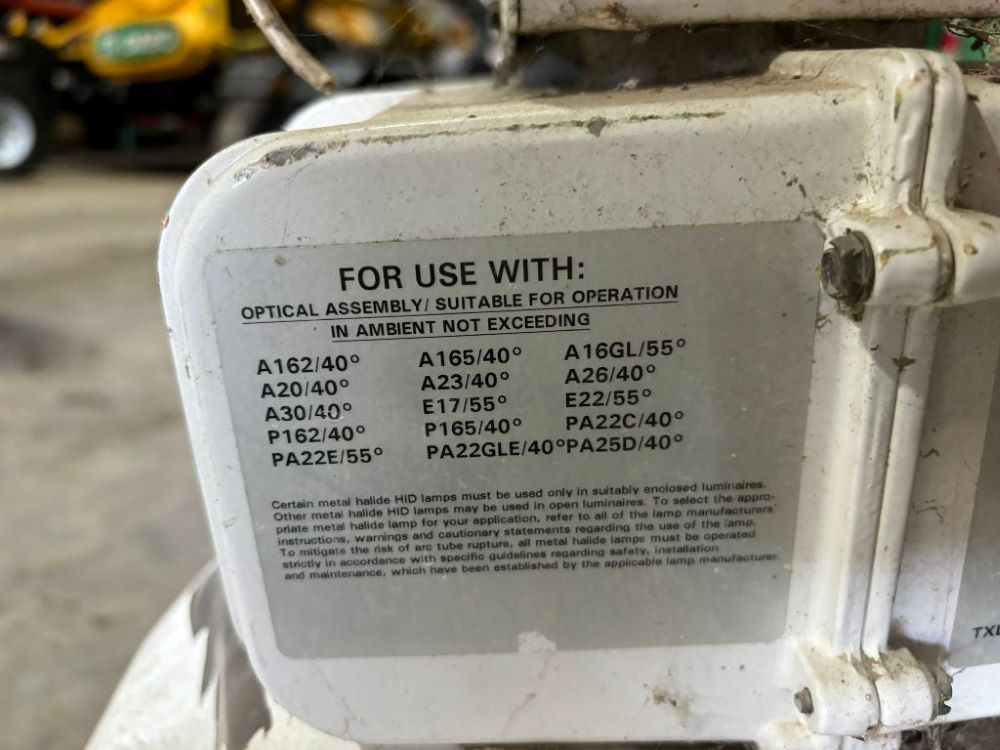 FOR USE WITH:
OPTICAL ASSEMBLY/ SUITABLE FOR OPERATION
IN AMBIENT NOT EXCEEDING
A162/40° A165/40° A16GL/55°
A20/40° A23/40° A26/40°
A30/40° E17/55° E22/55°
P162/40° P165/40° PA22C/40°
PA22E/55° PA22GLE/40° PA25D/40°
Certain metal halide HID lamps must be used only in suitably enclosed luminaires.
Other metal halide HID lamps may be used in open luminaires. To select the appro-
priate metal halide lamp for your application, refer to all of the lamp manufacturers'
instructions, warnings and cautionary statements regarding the use of the lamp.
To mitigate the risk of arc tube rupture, all metal halide lamps must be operated
strictly in accordance with specific guidelines regarding safety, installation
and maintenance, which have been established by the applicable lamp manufacturer.